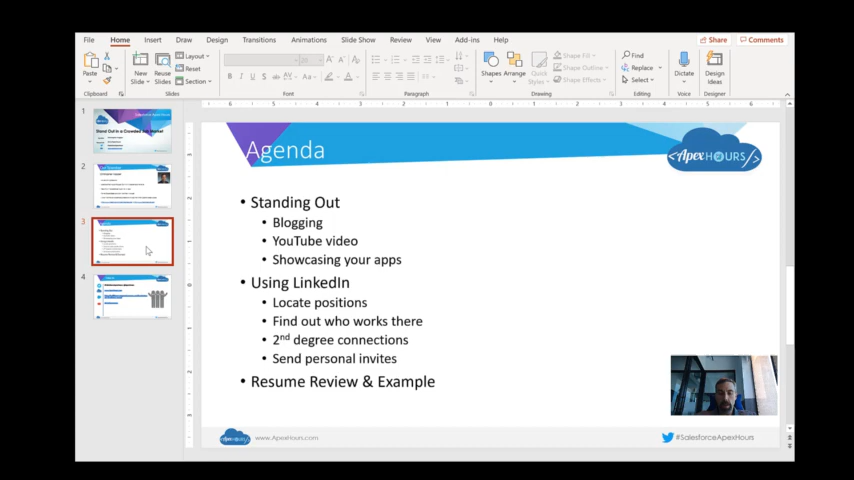 File Home Insert Draw Design Transitions Animations Slide Show Review View Add-ins Help Share Comments
Paste
New Slide
Reuse Slides
Layout
Reset
Section
Shapes
Arrange
Quick Styles
Shape Fill
Shape Outline
Shape Effects
Find
Replace
Select
Dictate
Design Ideas
Clipboard Slides Font Paragraph Drawing Editing Voice Designer
1
Stand Out in a Crowded Job Market
2
3
4
Agenda
<ApexHOURS/>
• Standing Out
• Blogging
• YouTube video
• Showcasing your apps
• Using LinkedIn
• Locate positions
• Find out who works there
• 2nd degree connections
• Send personal invites
• Resume Review & Example
www.ApexHours.com
#SalesforceApexHours